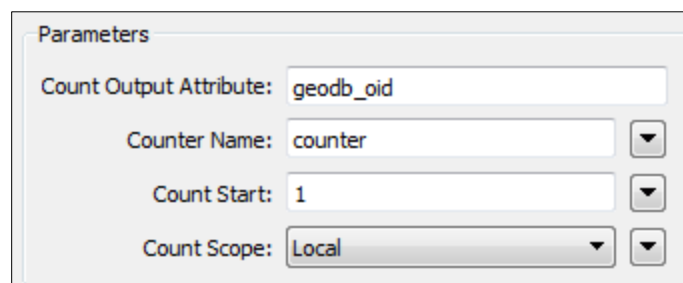 Parameters
Count Output Attribute: geodb_oid
Counter Name: counter
Count Start: 1
Count Scope: Local